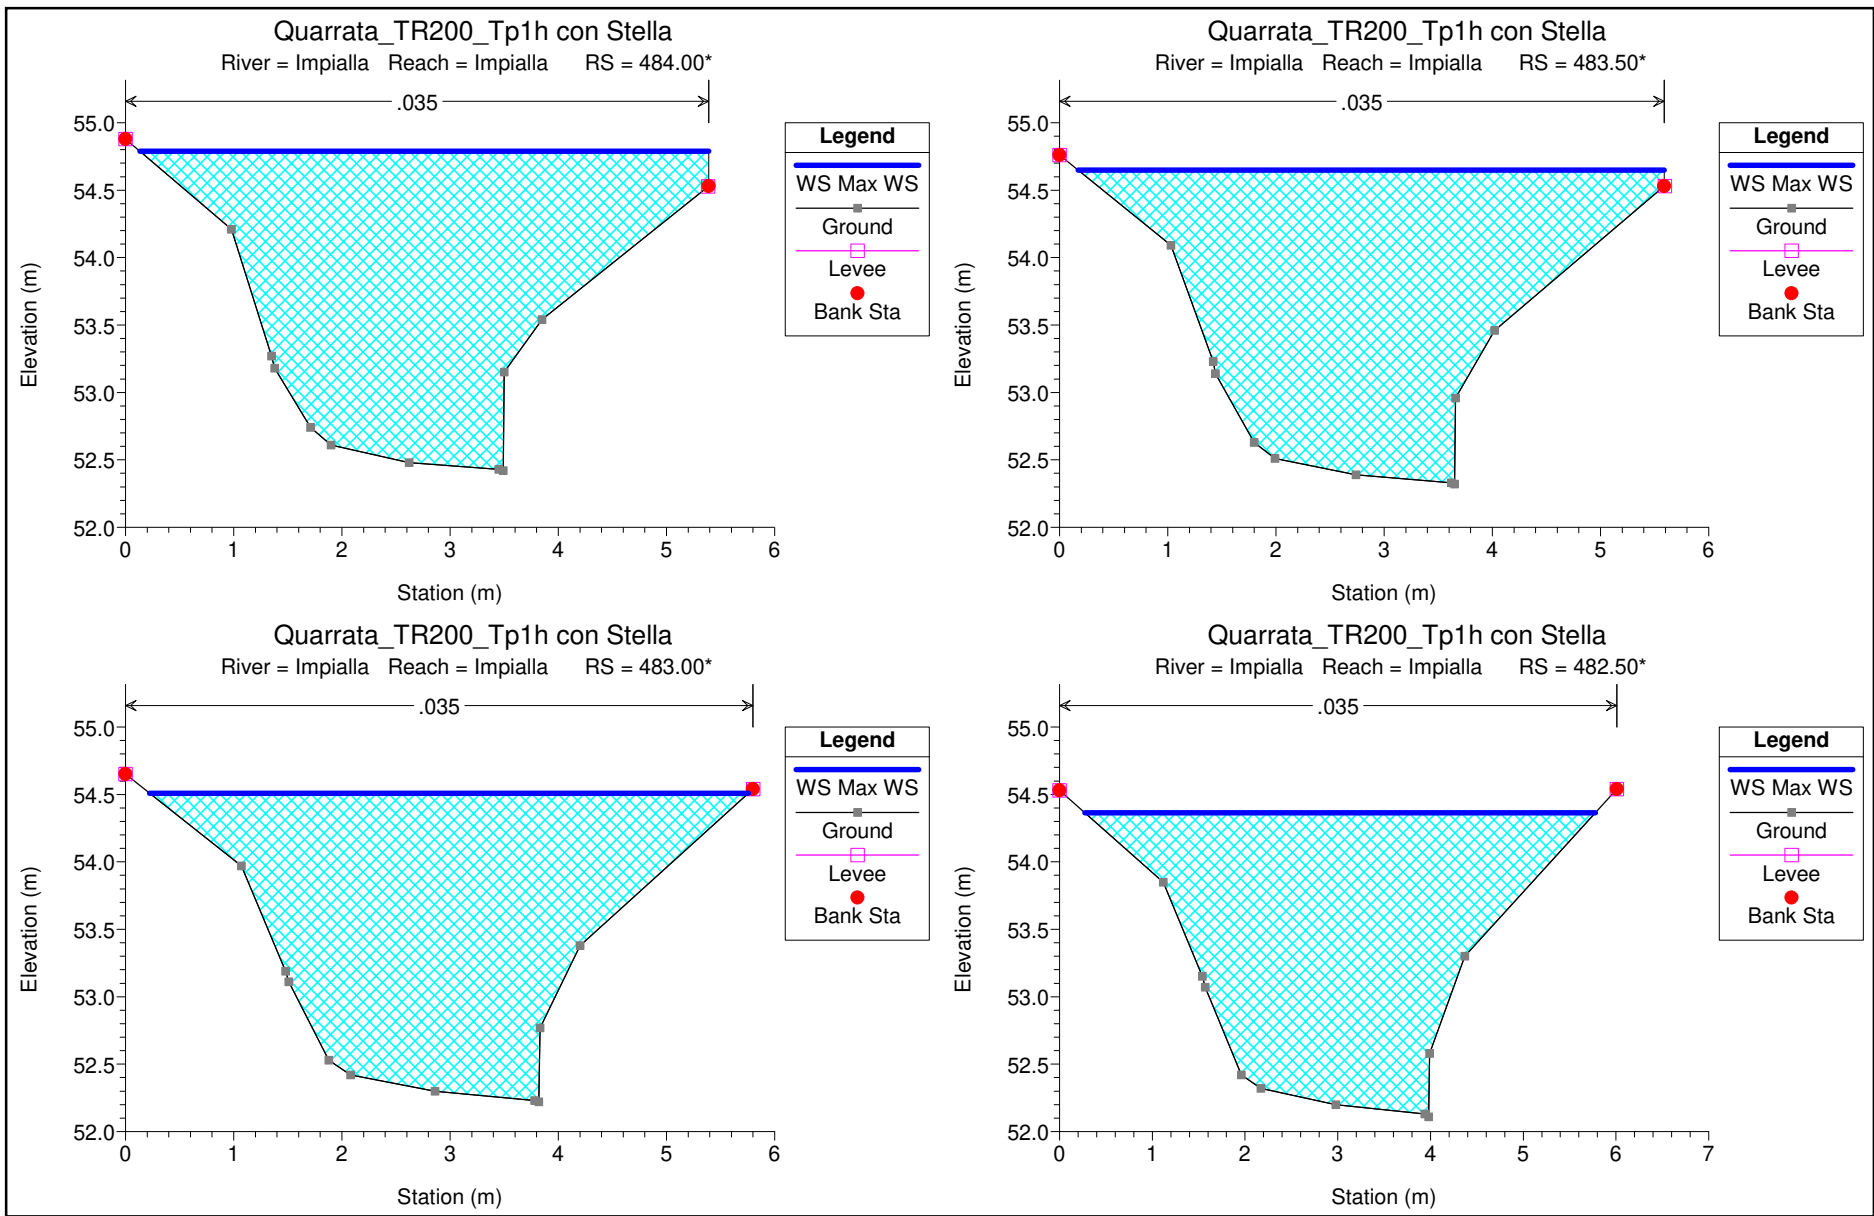 Quarrata_TR200_Tp1h con Stella
River = Impialla Reach = Impialla RS = 484.00*
.035
55.0
54.5
54.0
53.5
53.0
52.5
52.0
0 1 2 3 4 5 6
Elevation (m)
Station (m)
Legend
WS Max WS
Ground
Levee
Bank Sta
Quarrata_TR200_Tp1h con Stella
River = Impialla Reach = Impialla RS = 483.50*
.035
55.0
54.5
54.0
53.5
53.0
52.5
52.0
0 1 2 3 4 5 6
Elevation (m)
Station (m)
Legend
WS Max WS
Ground
Levee
Bank Sta
Quarrata_TR200_Tp1h con Stella
River = Impialla Reach = Impialla RS = 483.00*
.035
55.0
54.5
54.0
53.5
53.0
52.5
52.0
0 1 2 3 4 5 6
Elevation (m)
Station (m)
Legend
WS Max WS
Ground
Levee
Bank Sta
Quarrata_TR200_Tp1h con Stella
River = Impialla Reach = Impialla RS = 482.50*
.035
55.0
54.5
54.0
53.5
53.0
52.5
52.0
0 1 2 3 4 5 6 7
Elevation (m)
Station (m)
Legend
WS Max WS
Ground
Levee
Bank Sta